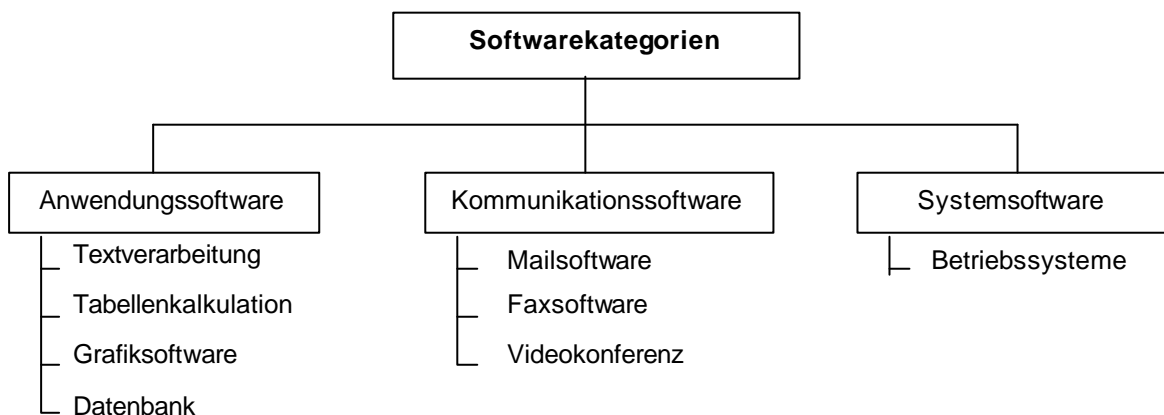 Softwarekategorien
Anwendungssoftware
Textverarbeitung
Tabellenkalkulation
Grafiksoftware
Datenbank
Kommunikationssoftware
Mailsoftware
Faxsoftware
Videokonferenz
Systemsoftware
Betriebssysteme